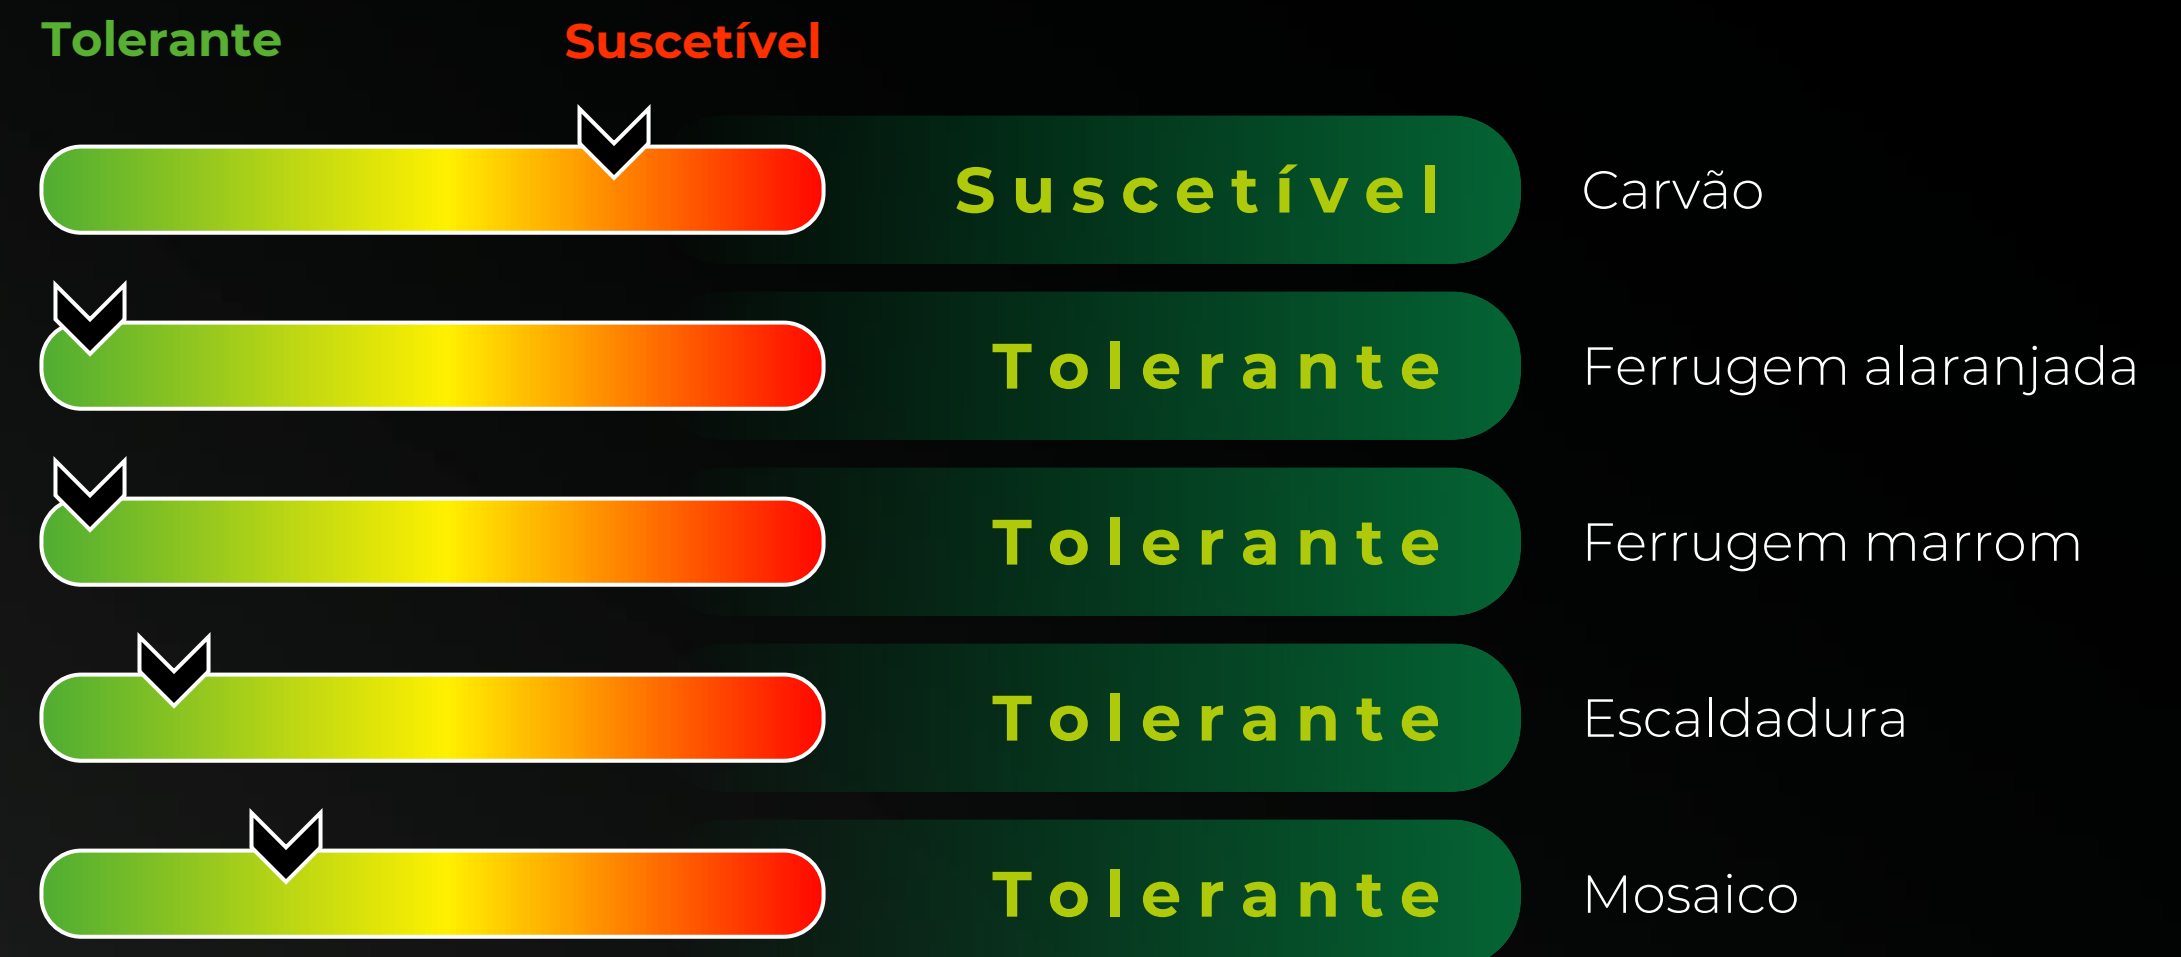 Tolerante Suscetível
Suscetível Carvão
Tolerante Ferrugem alaranjada
Tolerante Ferrugem marrom
Tolerante Escaldadura
Tolerante Mosaico